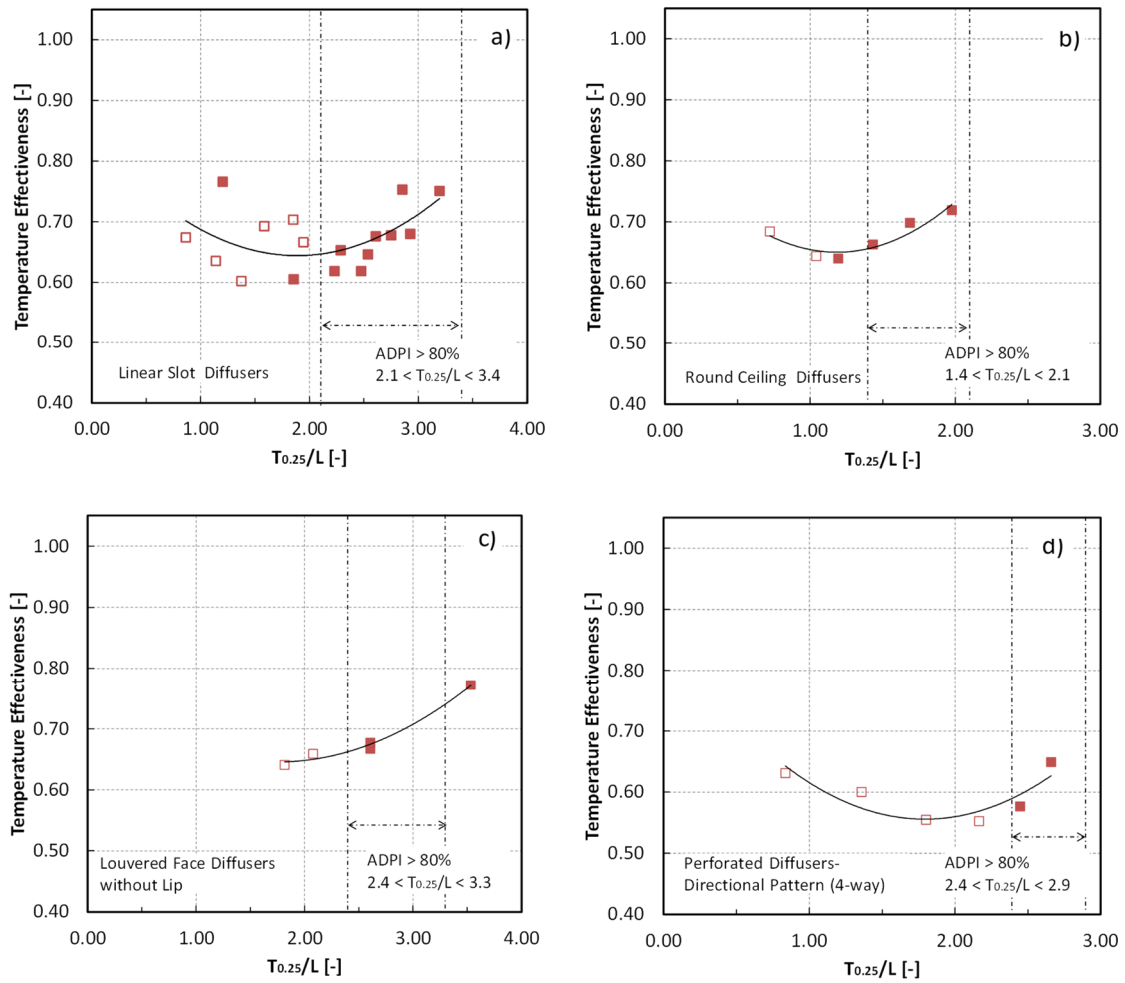 a)
1.00
0.90
0.80
0.70
0.60
0.50
0.40
Temperature Effectiveness [-]
ADPI > 80%
2.1 < T0.25/L < 3.4
Linear Slot Diffusers
0.00 1.00 2.00 3.00 4.00
T0.25/L [-]
b)
1.00
0.90
0.80
0.70
0.60
0.50
0.40
Temperature Effectiveness [-]
ADPI > 80%
1.4 < T0.25/L < 2.1
Round Ceiling Diffusers
0.00 1.00 2.00 3.00
T0.25/L [-]
c)
1.00
0.90
0.80
0.70
0.60
0.50
0.40
Temperature Effectiveness [-]
Louvered Face Diffusers
without Lip
ADPI > 80%
2.4 < T0.25/L < 3.3
0.00 1.00 2.00 3.00 4.00
T0.25/L [-]
d)
1.00
0.90
0.80
0.70
0.60
0.50
0.40
Temperature Effectiveness [-]
Perforated Diffusers-
Directional Pattern (4-way)
ADPI > 80%
2.4 < T0.25/L < 2.9
0.00 1.00 2.00 3.00
T0.25/L [-]